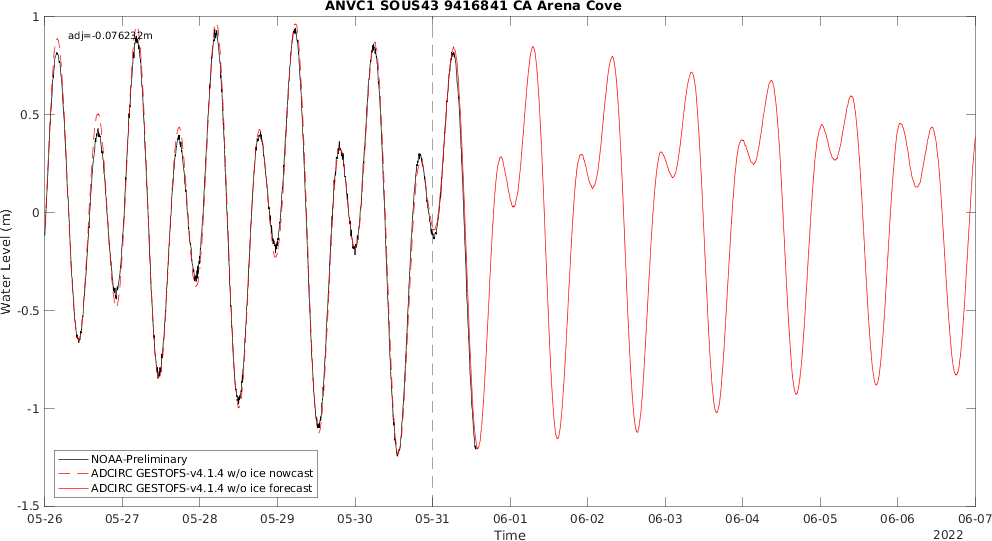 ANVC1 SOUS43 9416841 CA Arena Cove
adj=-0.076232m
1
0.5
0
-0.5
-1
-1.5
Water Level (m)
NOAA-Preliminary
ADCIRC GESTOFS-v4.1.4 w/o ice nowcast
ADCIRC GESTOFS-v4.1.4 w/o ice forecast
05-26 05-27 05-28 05-29 05-30 05-31 06-01 06-02 06-03 06-04 06-05 06-06 06-07
Time
2022